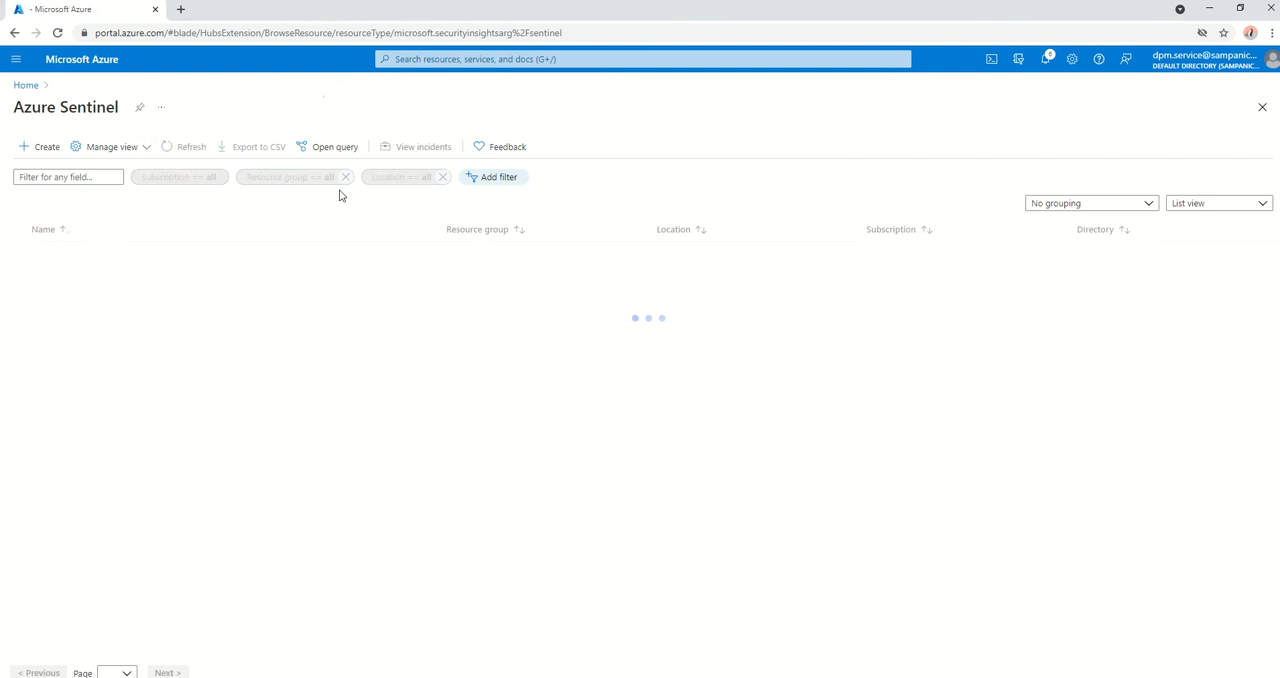 - Microsoft Azure
portal.azure.com/#blade/HubsExtension/BrowseResource/resourceType/microsoft.securityinsightsarg%2Fsentinel
Microsoft Azure
Search resources, services, and docs (G+/)
6
dpm.service@sampanic...
DEFAULT DIRECTORY (SAMPANIC...
Home >
Azure Sentinel
...
+ Create Manage view Refresh Export to CSV Open query View incidents Feedback
Filter for any field... Subscription == all Resource group == all Location == all Add filter
No grouping List view
Name Resource group Location Subscription Directory
< Previous Page Next >